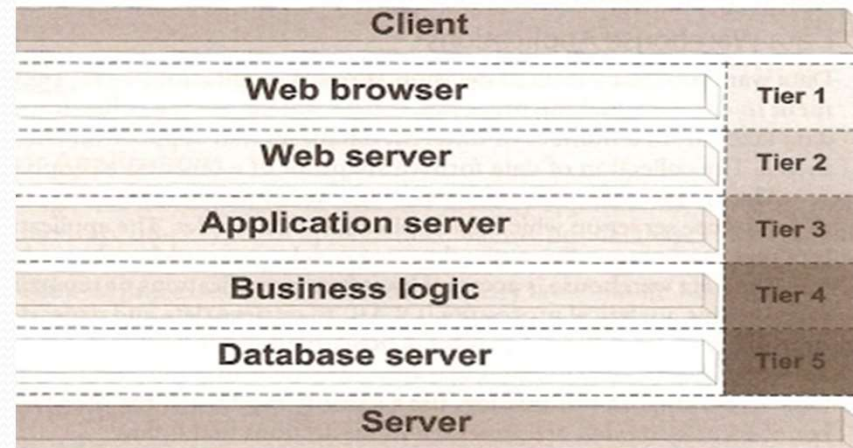 Client
Web browser Tier 1
Web server Tier 2
Application server Tier 3
Business logic Tier 4
Database server Tier 5
Server